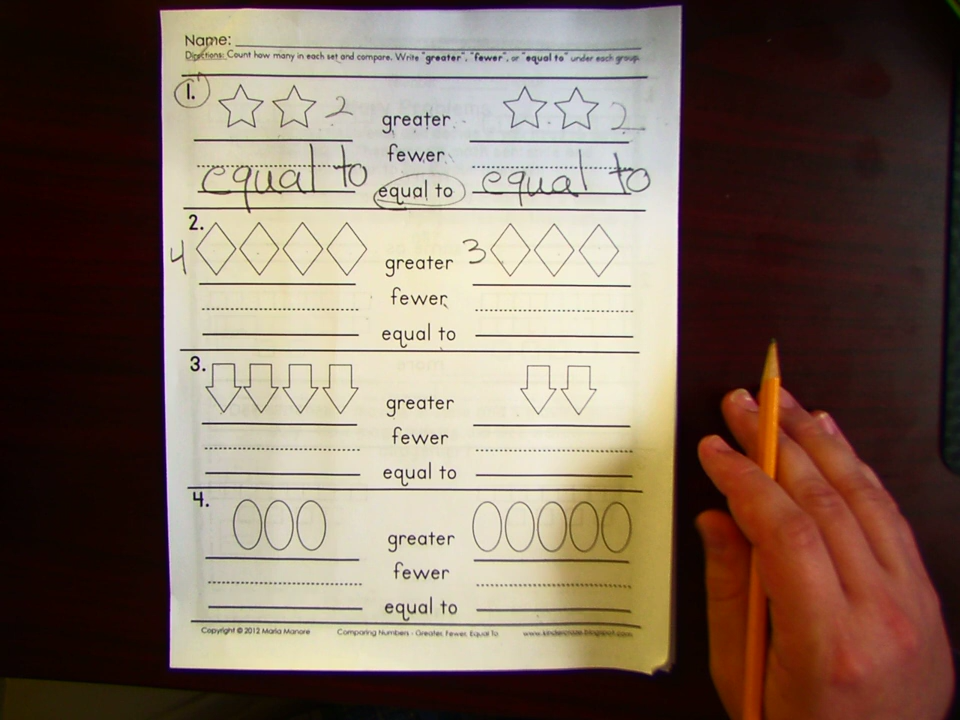 Name:
Directions: Count how many in each set and compare. Write "greater", "fewer", or "equal to" under each group.
1.
2
2
greater
fewer
equal to
equal to
equal to
2.
4
3
greater
fewer
equal to
3.
greater
fewer
equal to
4.
greater
fewer
equal to
Copyright © 2012 Maria Manore Comparing Numbers - Greater, Fewer, Equal To www.kindercraze.blogspot.com